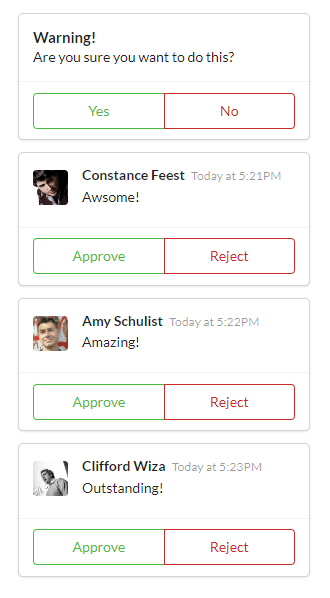 Warning!
Are you sure you want to do this?
Yes No
Constance Feest Today at 5:21PM
Awsome!
Approve Reject
Amy Schulist Today at 5:22PM
Amazing!
Approve Reject
Clifford Wiza Today at 5:23PM
Outstanding!
Approve Reject